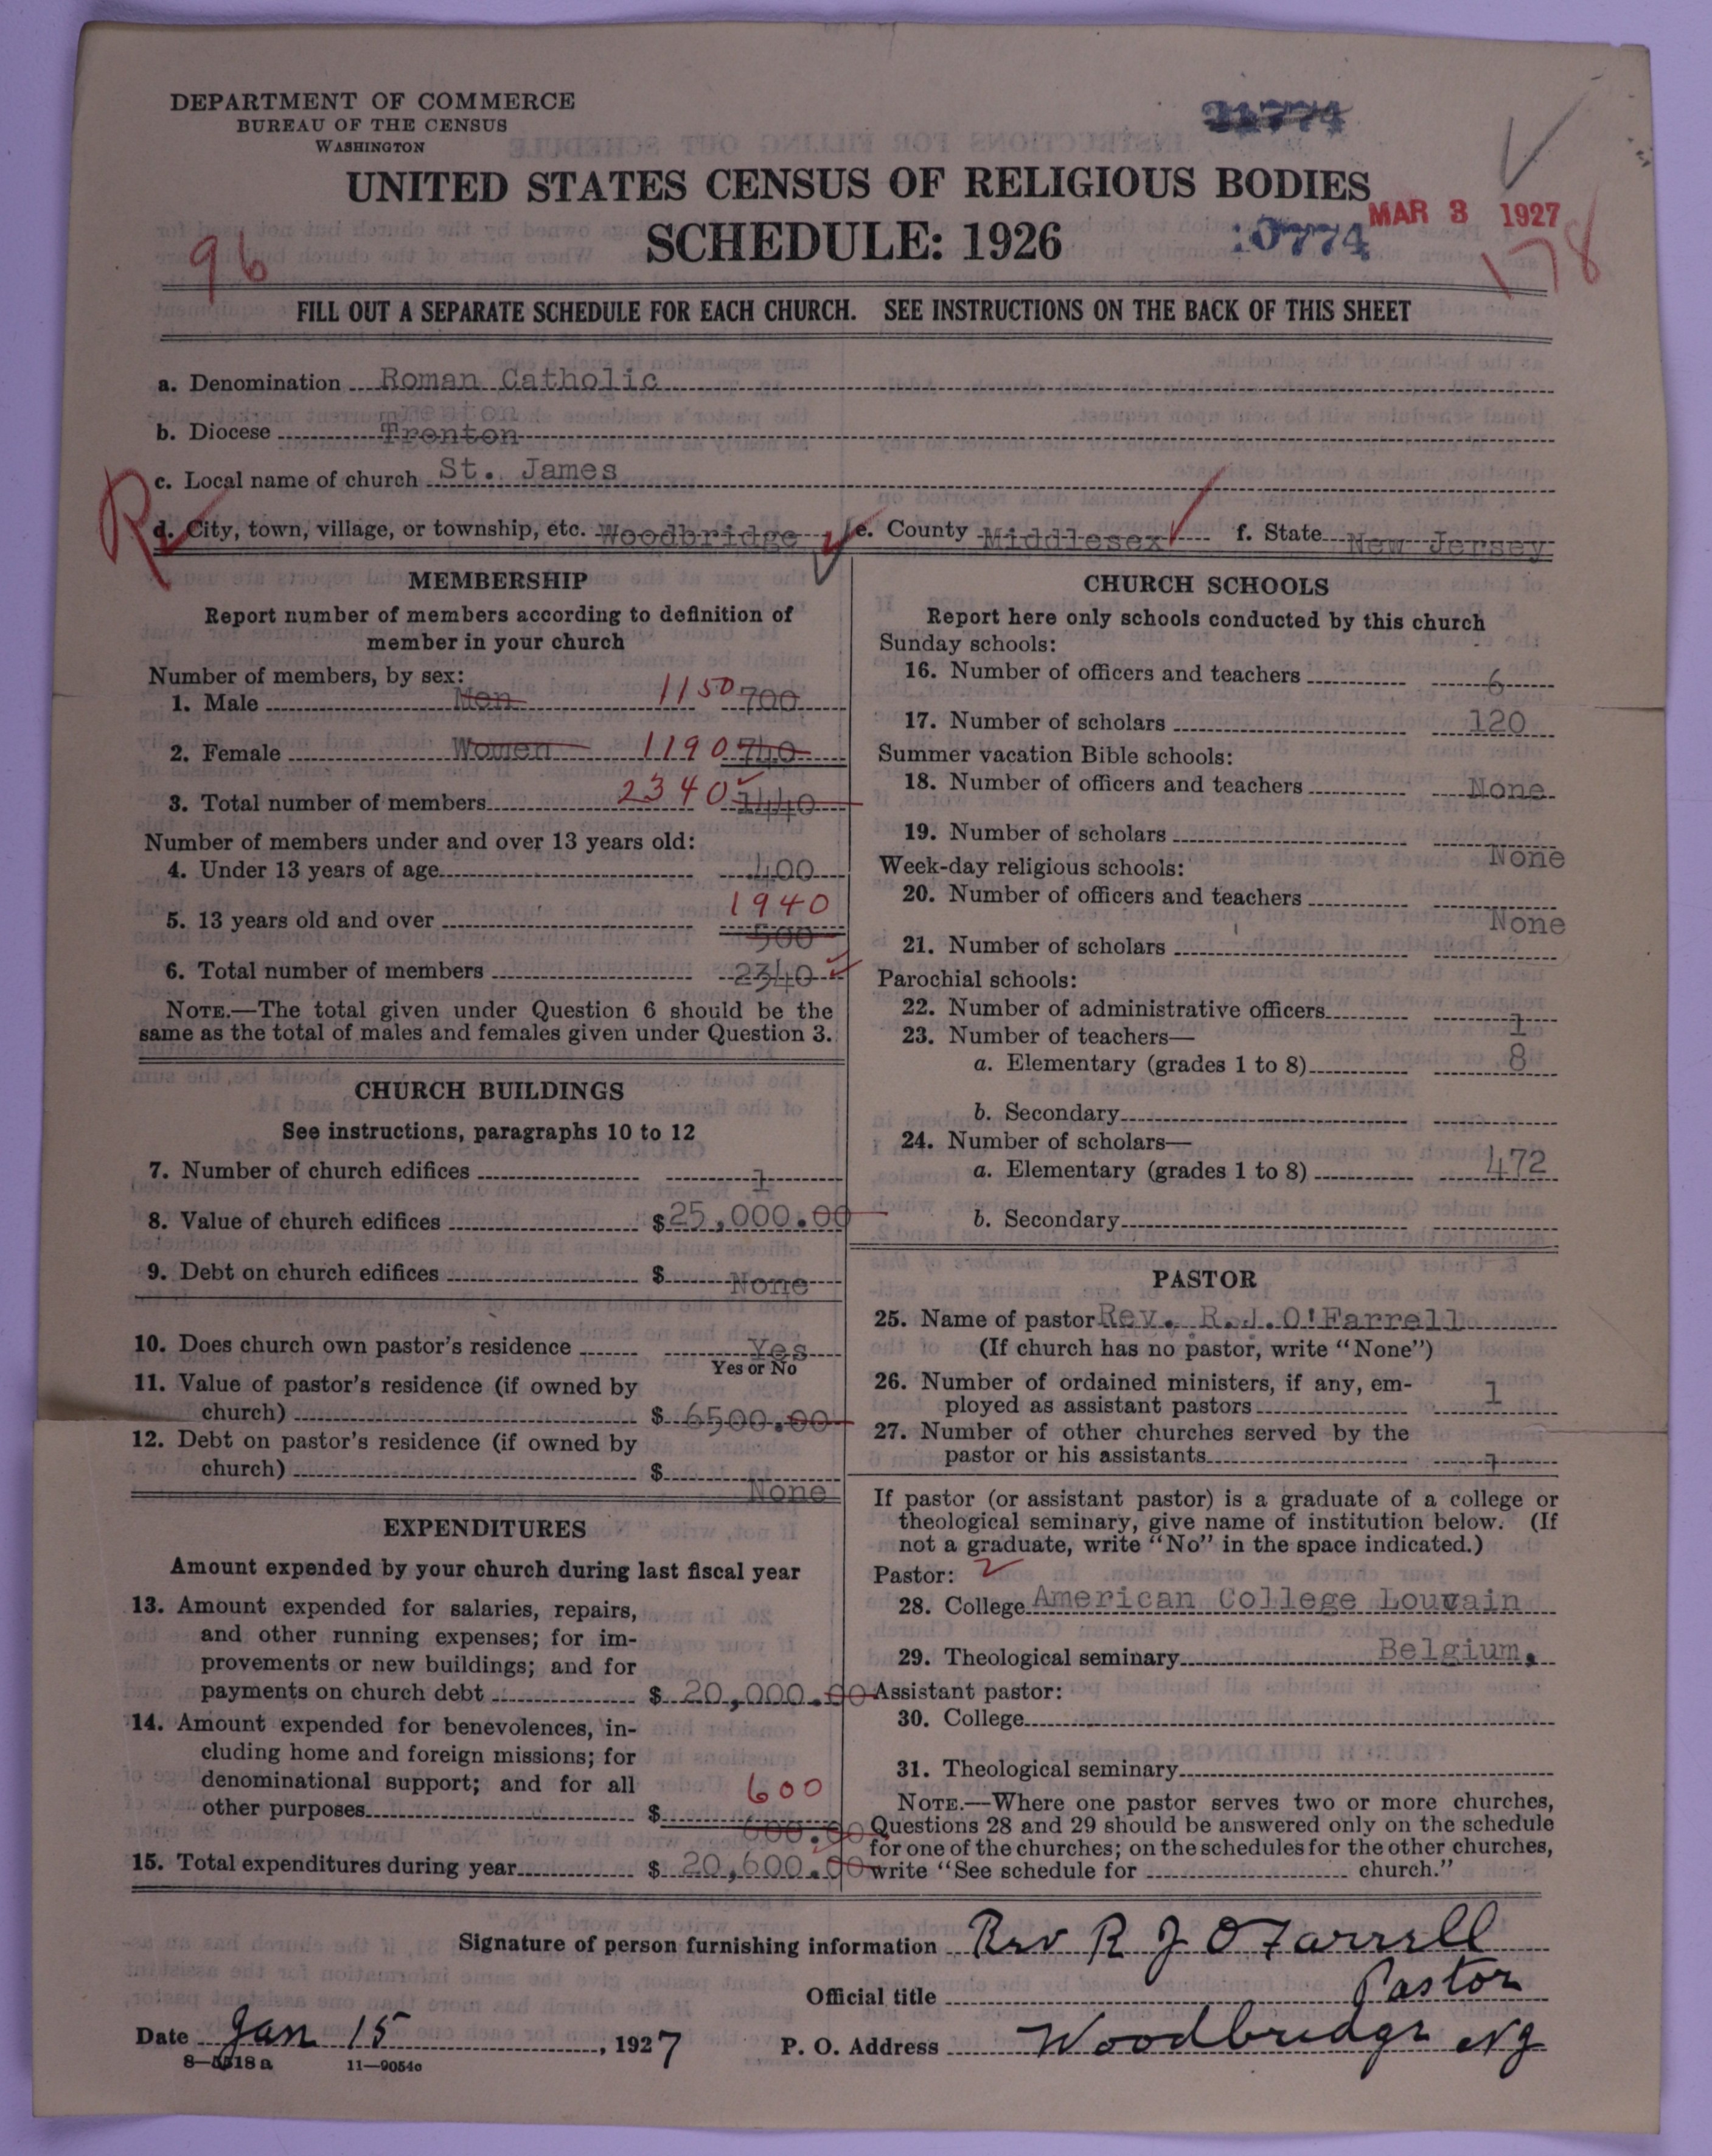 DEPARTMENT OF COMMERCE
BUREAU OF THE CENSUS
WASHINGTON
UNITED STATES CENSUS OF RELIGIOUS BODIES
SCHEDULE: 1926
MAR 3 1927
10774
178
96
FILL OUT A SEPARATE SCHEDULE FOR EACH CHURCH. SEE INSTRUCTIONS ON THE BACK OF THIS SHEET
a. Denomination Roman Catholic
b. Diocese Trenton
c. Local name of church St. James
R
d. City, town, village, or township, etc. Woodbridge e. County Middlesex f. State New Jersey
MEMBERSHIP
Report number of members according to definition of
member in your church
Number of members, by sex:
1. Male Men 1150 700
2. Female Women 1190 740
3. Total number of members 2340 1440
Number of members under and over 13 years old:
4. Under 13 years of age 400
1940
5. 13 years old and over 500
6. Total number of members 2340
NOTE.—The total given under Question 6 should be the
same as the total of males and females given under Question 3.
CHURCH BUILDINGS
See instructions, paragraphs 10 to 12
7. Number of church edifices 1
8. Value of church edifices $25,000.00
9. Debt on church edifices $ None
10. Does church own pastor's residence Yes
Yes or No
11. Value of pastor's residence (if owned by
church) $ 6500.00
12. Debt on pastor's residence (if owned by
church) $ None
EXPENDITURES
Amount expended by your church during last fiscal year
13. Amount expended for salaries, repairs,
and other running expenses; for im-
provements or new buildings; and for
payments on church debt $ 20,000.00
14. Amount expended for benevolences, in-
cluding home and foreign missions; for
denominational support; and for all
other purposes $ 600
600.00
15. Total expenditures during year $ 20,600.00
CHURCH SCHOOLS
Report here only schools conducted by this church
Sunday schools:
16. Number of officers and teachers 6
17. Number of scholars 120
Summer vacation Bible schools:
18. Number of officers and teachers None
19. Number of scholars None
Week-day religious schools:
20. Number of officers and teachers None
21. Number of scholars
Parochial schools:
22. Number of administrative officers 1
23. Number of teachers—
a. Elementary (grades 1 to 8) 8
b. Secondary
24. Number of scholars—
a. Elementary (grades 1 to 8) 472
b. Secondary
PASTOR
25. Name of pastor Rev. R.J. O'Farrell
(If church has no pastor, write "None")
26. Number of ordained ministers, if any, em-
ployed as assistant pastors 1
27. Number of other churches served by the
pastor or his assistants 1
If pastor (or assistant pastor) is a graduate of a college or
theological seminary, give name of institution below. (If
not a graduate, write "No" in the space indicated.)
Pastor: 2
28. College American College Louvain
29. Theological seminary Belgium.
Assistant pastor:
30. College
31. Theological seminary
NOTE.—Where one pastor serves two or more churches,
Questions 28 and 29 should be answered only on the schedule
for one of the churches; on the schedules for the other churches,
write "See schedule for church."
Signature of person furnishing information Rev R J O Farrell
Official title Pastor
Date Jan 15, 1927 P. O. Address Woodbridge NJ
11—9054c